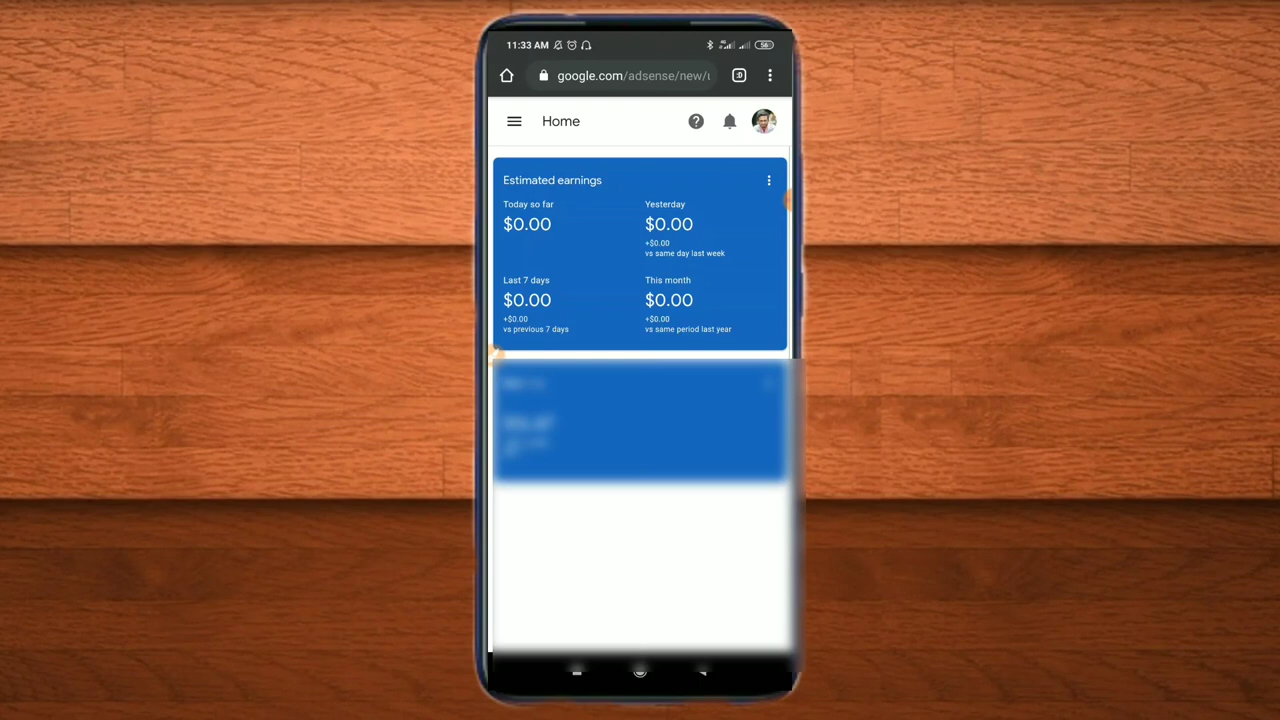 11:33 AM
56
google.com/adsense/new/u
:D
Home
Estimated earnings
Today so far
Yesterday
$0.00
$0.00
+$0.00
vs same day last week
Last 7 days
This month
$0.00
$0.00
+$0.00
+$0.00
vs previous 7 days
vs same period last year